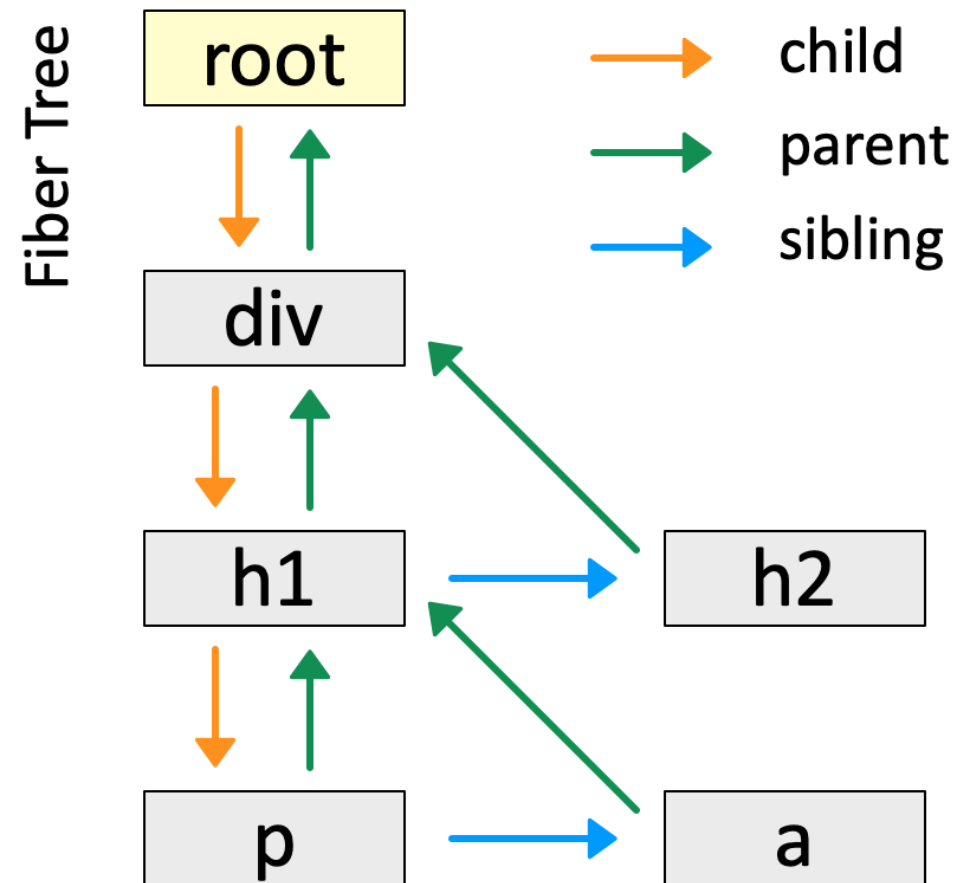 Fiber Tree
root
child
parent
sibling
div
h1
h2
p
a